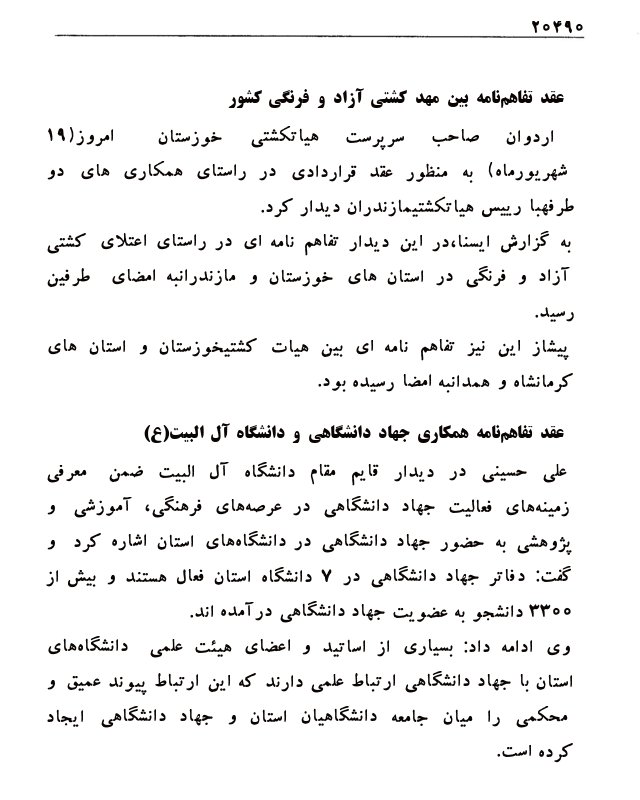 ۲۰۴۹۰
عقد تفاهم‌نامه بین مهد کشتی آزاد و فرنگی کشور
اردوان صاحب سرپرست هیاتکشتی خوزستان امروز(۱۹
شهریورماه) به منظور عقد قراردادی در راستای همکاری های دو
طرفهبا رییس هیاتکشتیمازندران دیدار کرد.
به گزارش ایسنا،در این دیدار تفاهم نامه ای در راستای اعتلای کشتی
آزاد و فرنگی در استان های خوزستان و مازندرانبه امضای طرفین
رسید.
پیشاز این نیز تفاهم نامه ای بین هیات کشتیخوزستان و استان های
کرمانشاه و همدانبه امضا رسیده بود.
عقد تفاهم‌نامه همکاری جهاد دانشگاهی و دانشگاه آل البیت(ع)
علی حسینی در دیدار قایم مقام دانشگاه آل البیت ضمن معرفی
زمینه‌های فعالیت جهاد دانشگاهی در عرصه‌های فرهنگی، آموزشی و
پژوهشی به حضور جهاد دانشگاهی در دانشگاه‌های استان اشاره کرد و
گفت: دفاتر جهاد دانشگاهی در ۷ دانشگاه استان فعال هستند و بیش از
۳۳۰۰ دانشجو به عضویت جهاد دانشگاهی درآمده اند.
وی ادامه داد: بسیاری از اساتید و اعضای هیئت علمی دانشگاه‌های
استان با جهاد دانشگاهی ارتباط علمی دارند که این ارتباط پیوند عمیق و
محکمی را میان جامعه دانشگاهیان استان و جهاد دانشگاهی ایجاد
کرده است.